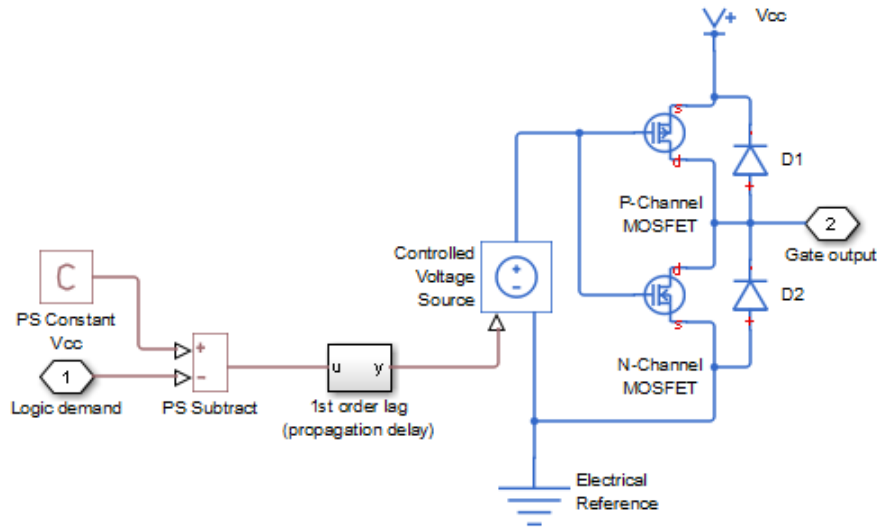 Vcc
s
d
D1
P-Channel
MOSFET
2
Gate output
Controlled
Voltage
Source
d
s
D2
N-Channel
MOSFET
C
PS Constant
Vcc
1
Logic demand
PS Subtract
u y
1st order lag
(propagation delay)
Electrical
Reference